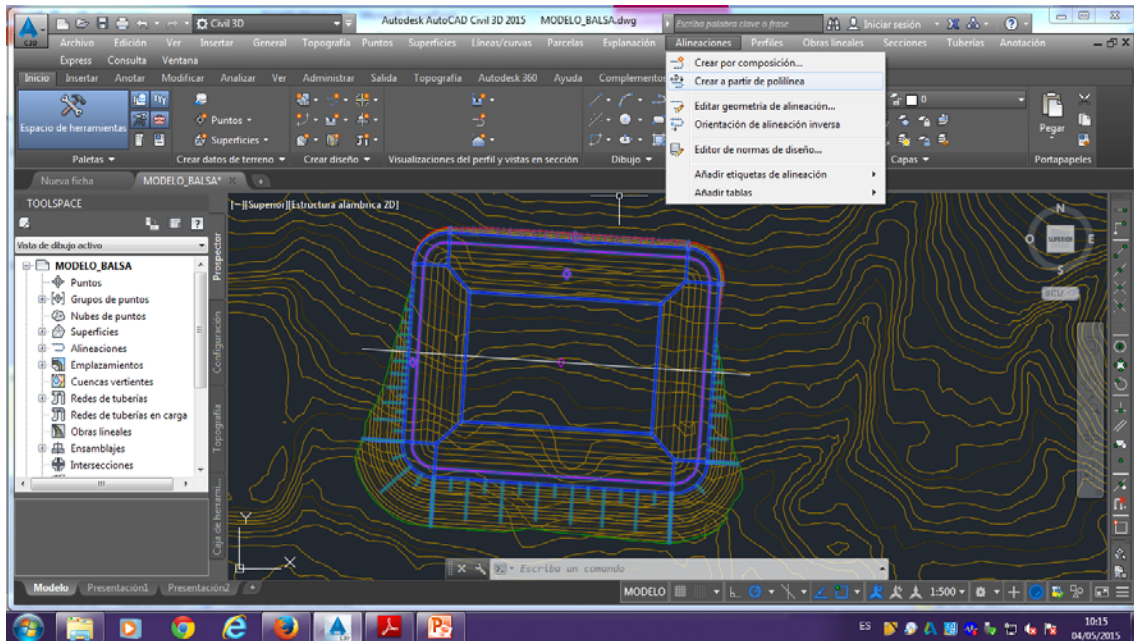 Civil 3D
Autodesk AutoCAD Civil 3D 2015 MODELO_BALSA.dwg
Escriba palabra clave o frase
Iniciar sesión
C3D
Archivo Edición Ver Insertar General Topografía Puntos Superficies Líneas/curvas Parcelas Explanación Alineaciones Perfiles Obras lineales Secciones Tuberías Anotación
Express Consulta Ventana
Inicio Insertar Anotar Modificar Analizar Ver Administrar Salida Topografía Autodesk 360 Ayuda Complementos
Crear por composición...
Crear a partir de polilínea
Editar geometría de alineación...
Orientación de alineación inversa
Editor de normas de diseño...
Añadir etiquetas de alineación
Añadir tablas
Espacio de herramientas
Puntos
Superficies
0
Pegar
Paletas
Crear datos de terreno
Crear diseño
Visualizaciones del perfil y vistas en sección
Dibujo
Capas
Portapapeles
Nueva ficha
MODELO_BALSA*
TOOLSPACE
Vista de dibujo activo
MODELO_BALSA
Puntos
Grupos de puntos
Nubes de puntos
Superficies
Alineaciones
Emplazamientos
Cuencas vertientes
Redes de tuberías
Redes de tuberías en carga
Obras lineales
Ensamblajes
Intersecciones
Prospector
Configuración
Topografía
Caja de herrami...
[−][Superior][Estructura alámbrica 2D]
N
O
SUPERIOR
E
S
SCU
Y
X
Escriba un comando
Modelo Presentación1 Presentación2
MODELO
1:500
ES
10:15
04/05/2015